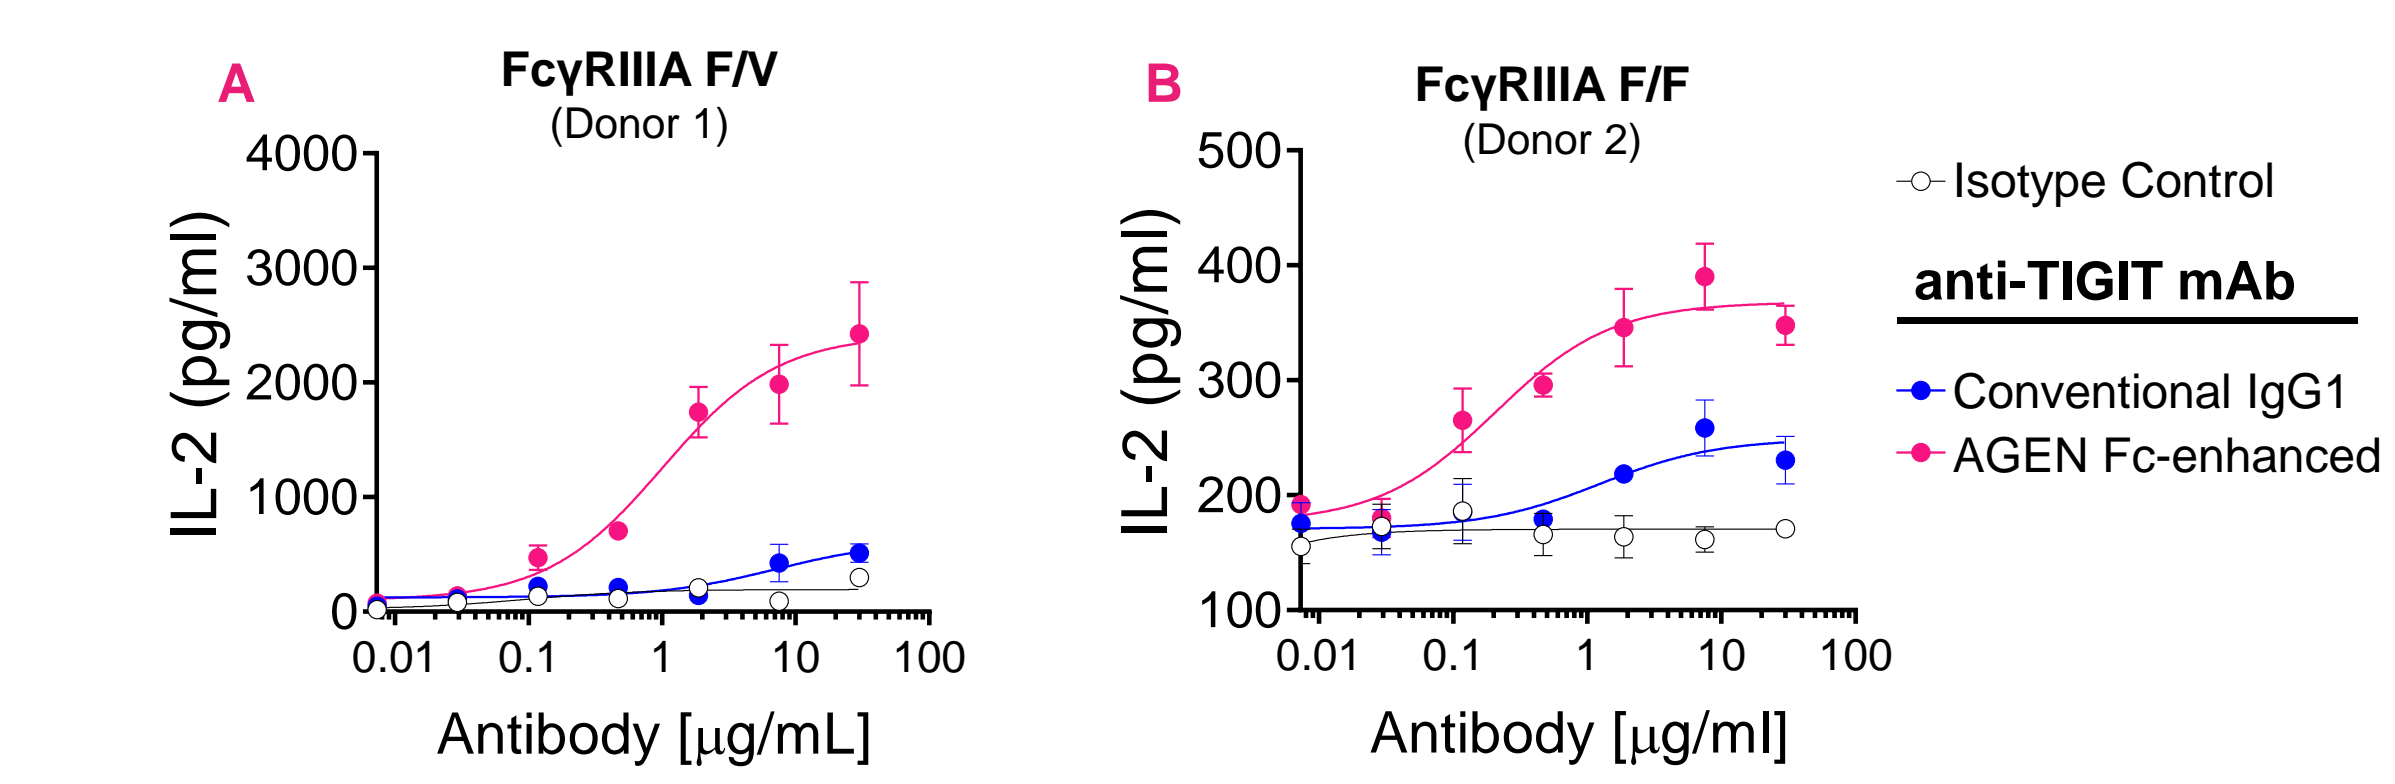 A
FcγRIIIA F/V
(Donor 1)
4000
3000
2000
1000
0
IL-2 (pg/ml)
0.01 0.1 1 10 100
Antibody [μg/mL]
B
FcγRIIIA F/F
(Donor 2)
500
400
300
200
100
IL-2 (pg/ml)
0.01 0.1 1 10 100
Antibody [μg/ml]
Isotype Control
anti-TIGIT mAb
Conventional IgG1
AGEN Fc-enhanced